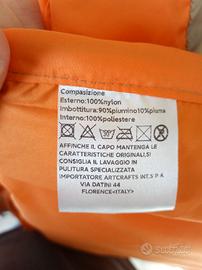 Composizione
Esterno:100%nylon
Imbottitura:90%piumino10%piuma
Interno:100%poliestere
AFFINCHE IL CAPO MANTENGA LE
CARATTERISTICHE ORIGINALI,SI
CONSIGLIA IL LAVAGGIO IN
PULITURA SPECIALIZZATA
IMPORTATORE ARTCRAFTS INT.S P A
VIA DATINI 44
FLORENCE<ITALY>
subito